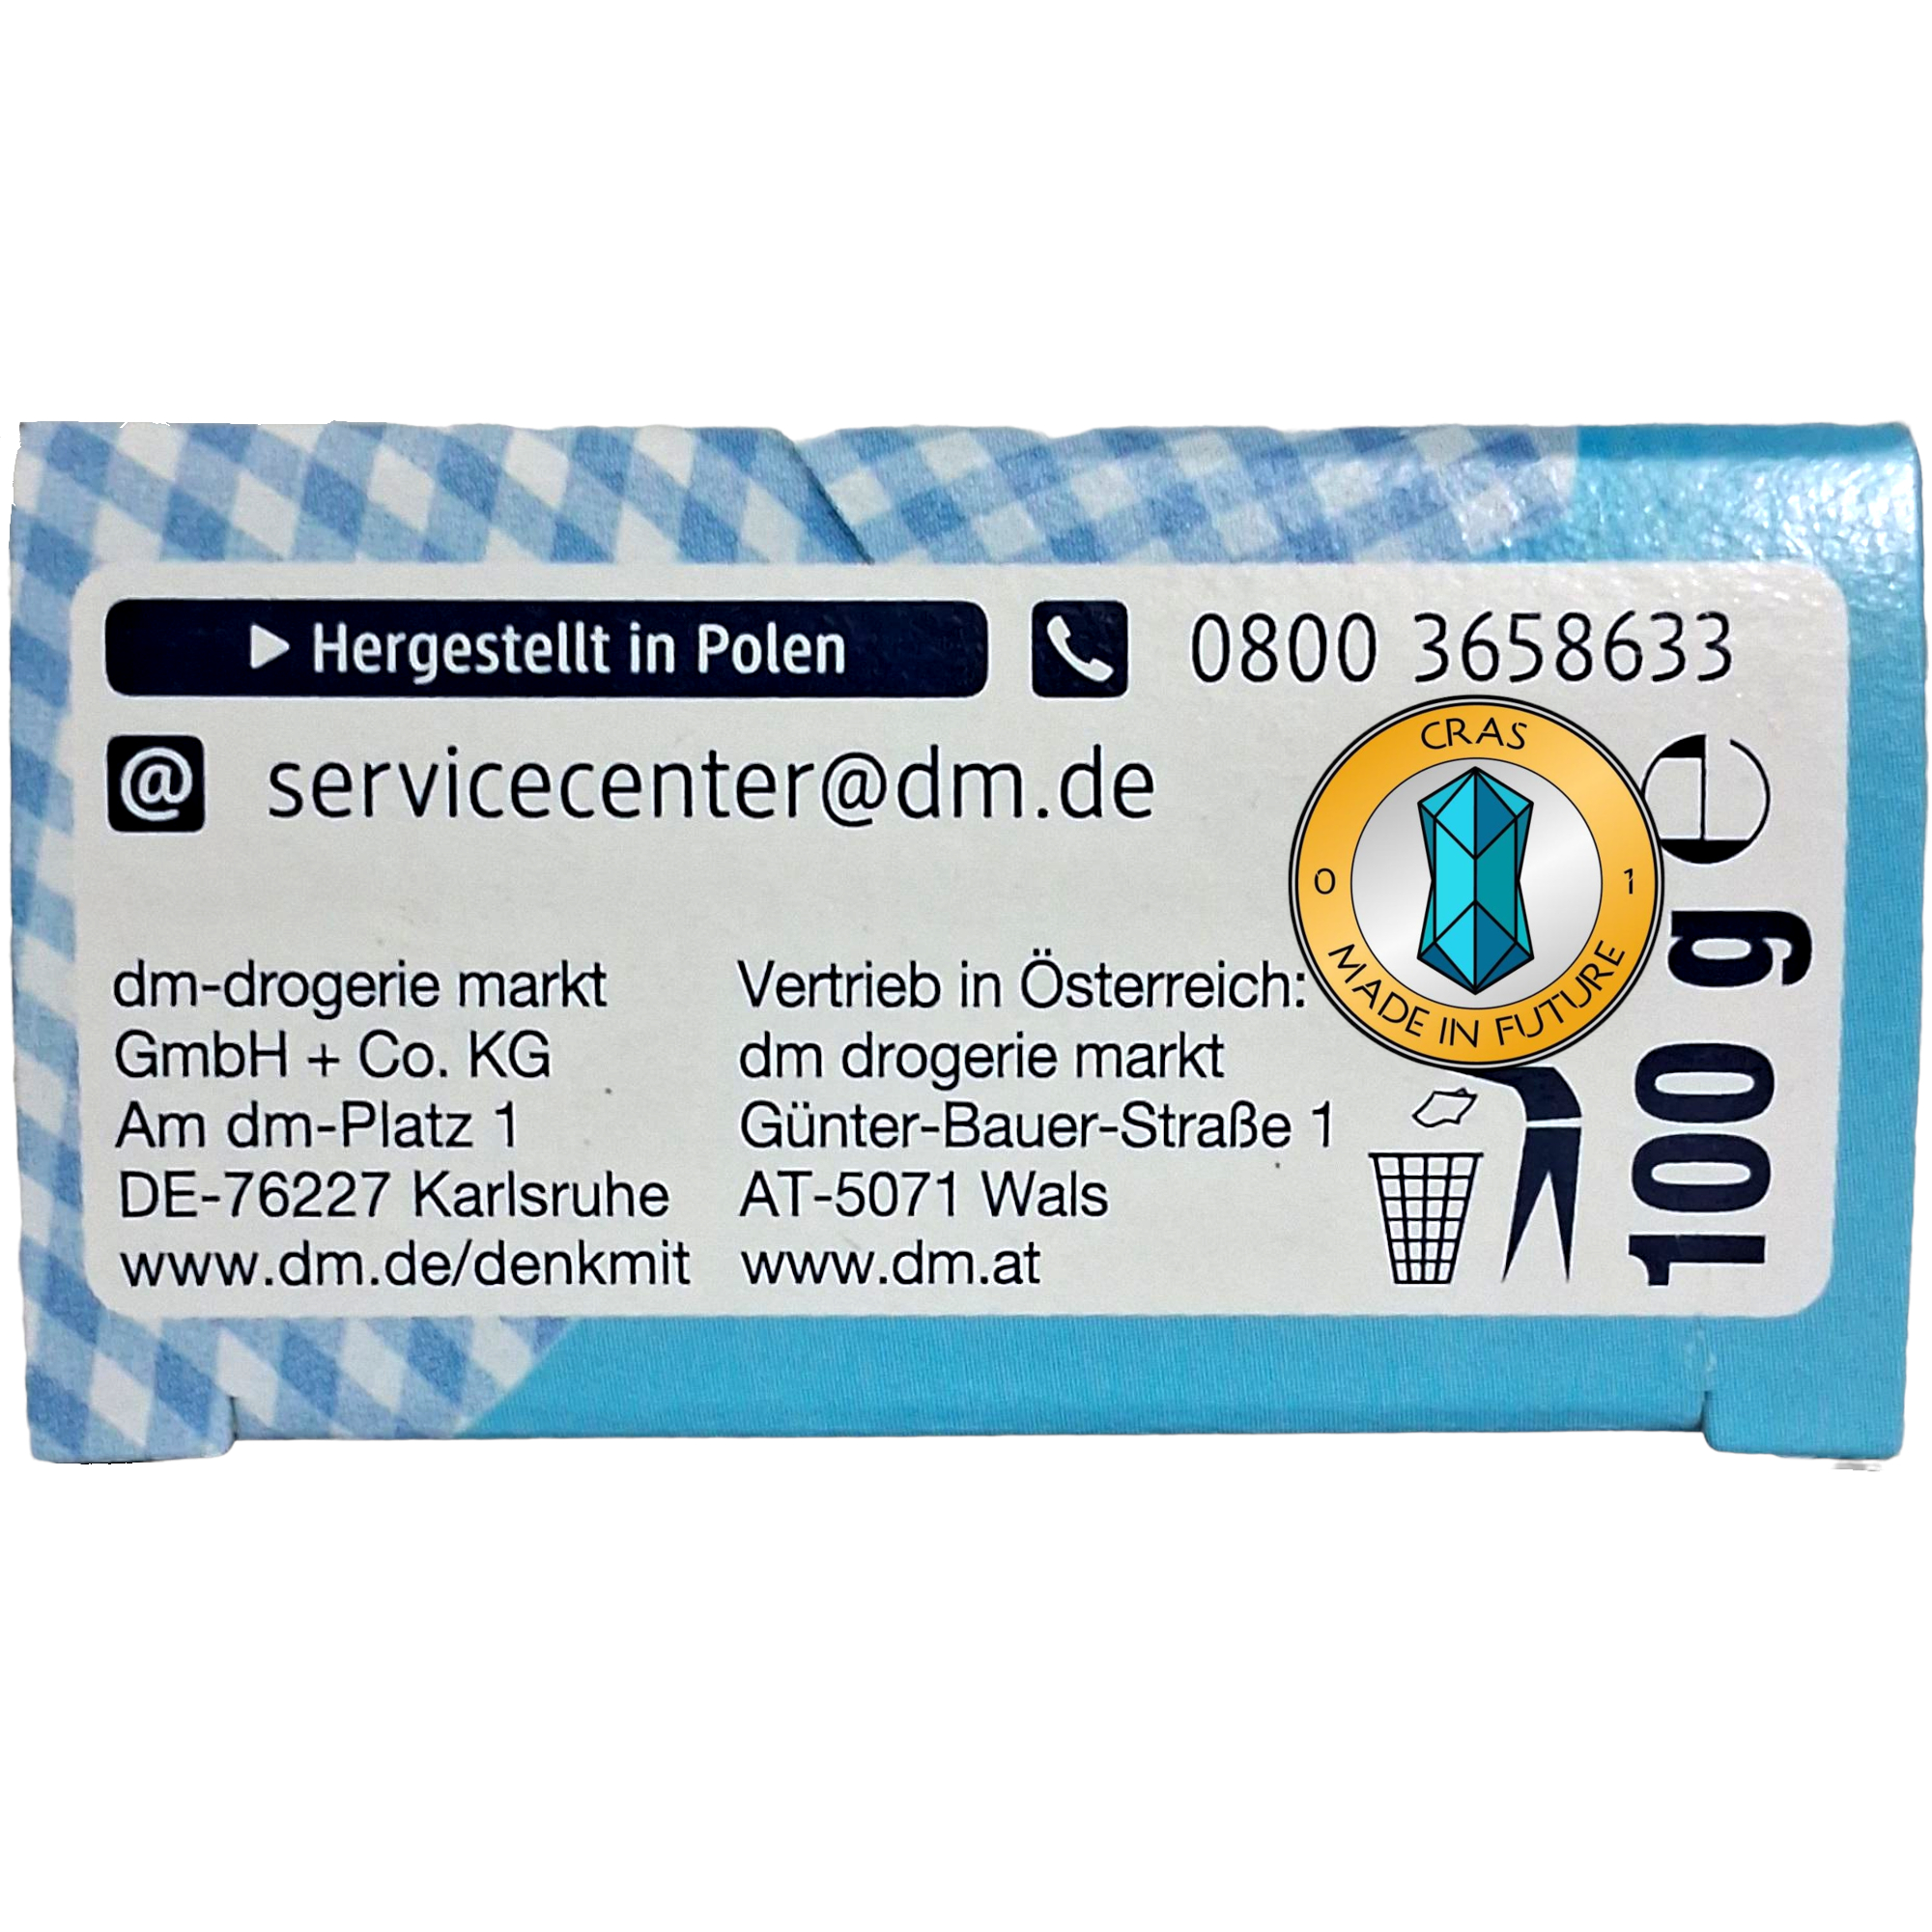 Hergestellt in Polen
0800 3658633
@ servicecenter@dm.de
dm-drogerie markt
GmbH + Co. KG
Am dm-Platz 1
DE-76227 Karlsruhe
www.dm.de/denkmit
Vertrieb in Österreich:
dm drogerie markt
Günter-Bauer-Straße 1
AT-5071 Wals
www.dm.at
CRAS
0 1
MADE IN FUTURE
100 g ℮